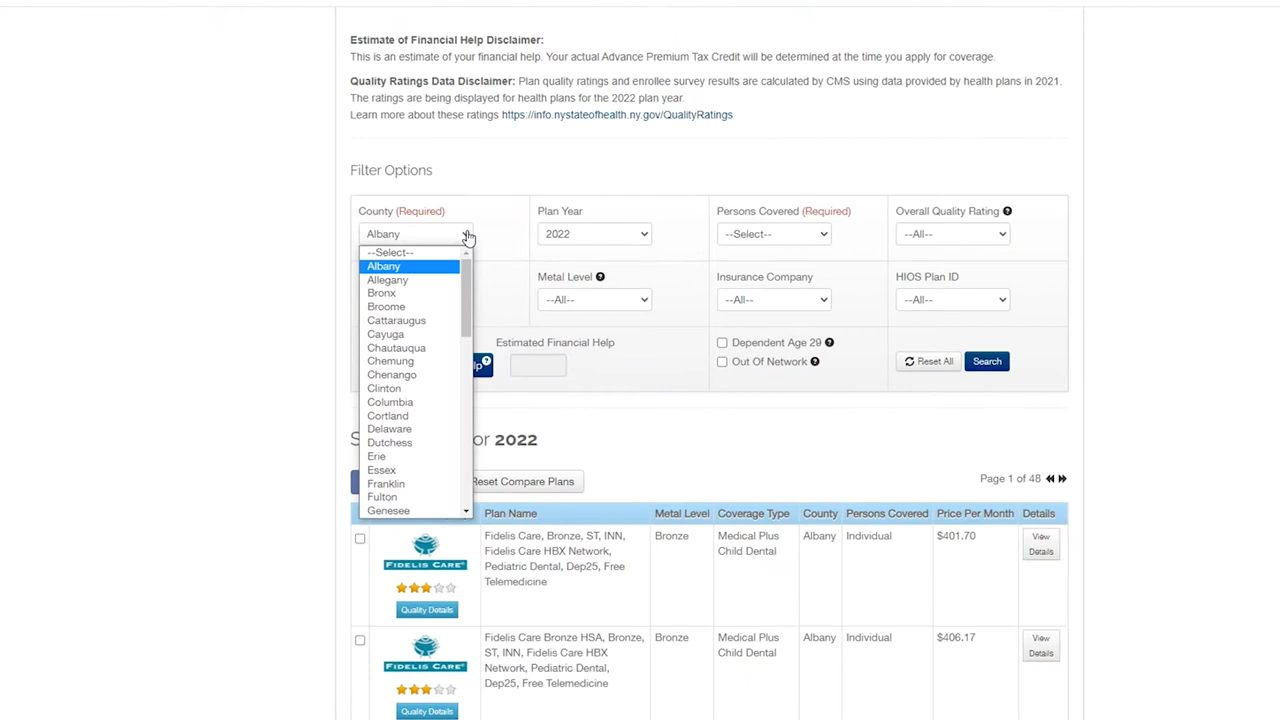 Estimate of Financial Help Disclaimer:
This is an estimate of your financial help. Your actual Advance Premium Tax Credit will be determined at the time you apply for coverage.
Quality Ratings Data Disclaimer: Plan quality ratings and enrollee survey results are calculated by CMS using data provided by health plans in 2021.
The ratings are being displayed for health plans for the 2022 plan year.
Learn more about these ratings https://info.nystateofhealth.ny.gov/QualityRatings
Filter Options
County (Required)
Albany
--Select--
Albany
Allegany
Bronx
Broome
Cattaraugus
Cayuga
Chautauqua
Chemung
Chenango
Clinton
Columbia
Cortland
Delaware
Dutchess
Erie
Essex
Franklin
Fulton
Genesee
Plan Year
2022
Persons Covered (Required)
--Select--
Overall Quality Rating ?
--All--
Metal Level ?
--All--
Insurance Company
--All--
HIOS Plan ID
--All--
Estimated Financial Help
Dependent Age 29 ?
Out Of Network ?
Reset All
Search
2022
Reset Compare Plans
Page 1 of 48
Plan Name Metal Level Coverage Type County Persons Covered Price Per Month Details
FIDELIS CARE
Quality Details
Fidelis Care, Bronze, ST, INN,
Fidelis Care HBX Network,
Pediatric Dental, Dep25, Free
Telemedicine
Bronze
Medical Plus
Child Dental
Albany
Individual
$401.70
View
Details
FIDELIS CARE
Quality Details
Fidelis Care Bronze HSA, Bronze,
ST, INN, Fidelis Care HBX
Network, Pediatric Dental,
Dep25, Free Telemedicine
Bronze
Medical Plus
Child Dental
Albany
Individual
$406.17
View
Details